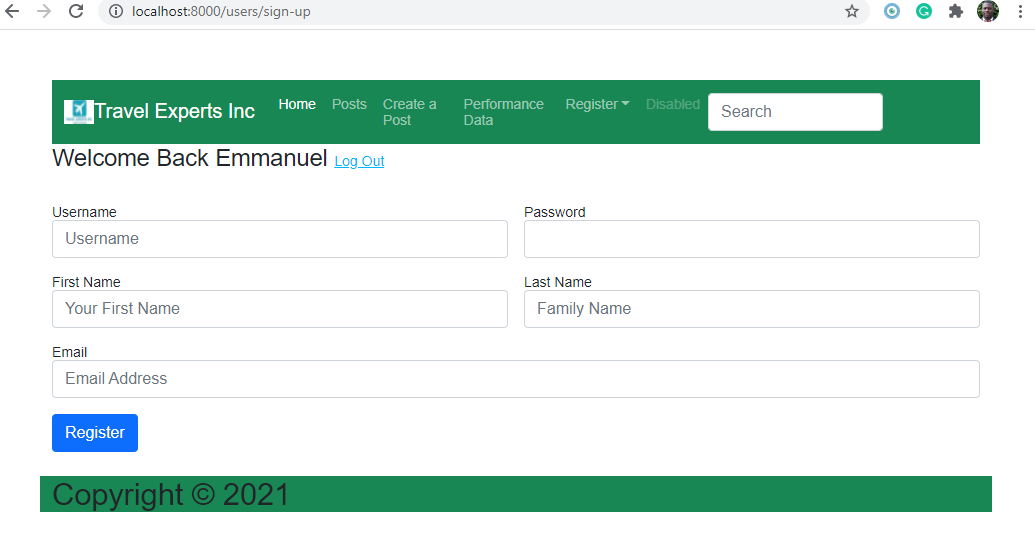 localhost:8000/users/sign-up
Travel Experts Inc Home Posts Create a Post Performance Data Register Disabled Search
Welcome Back Emmanuel Log Out
Username Password
Username
First Name Last Name
Your First Name Family Name
Email
Email Address
Register
Copyright © 2021